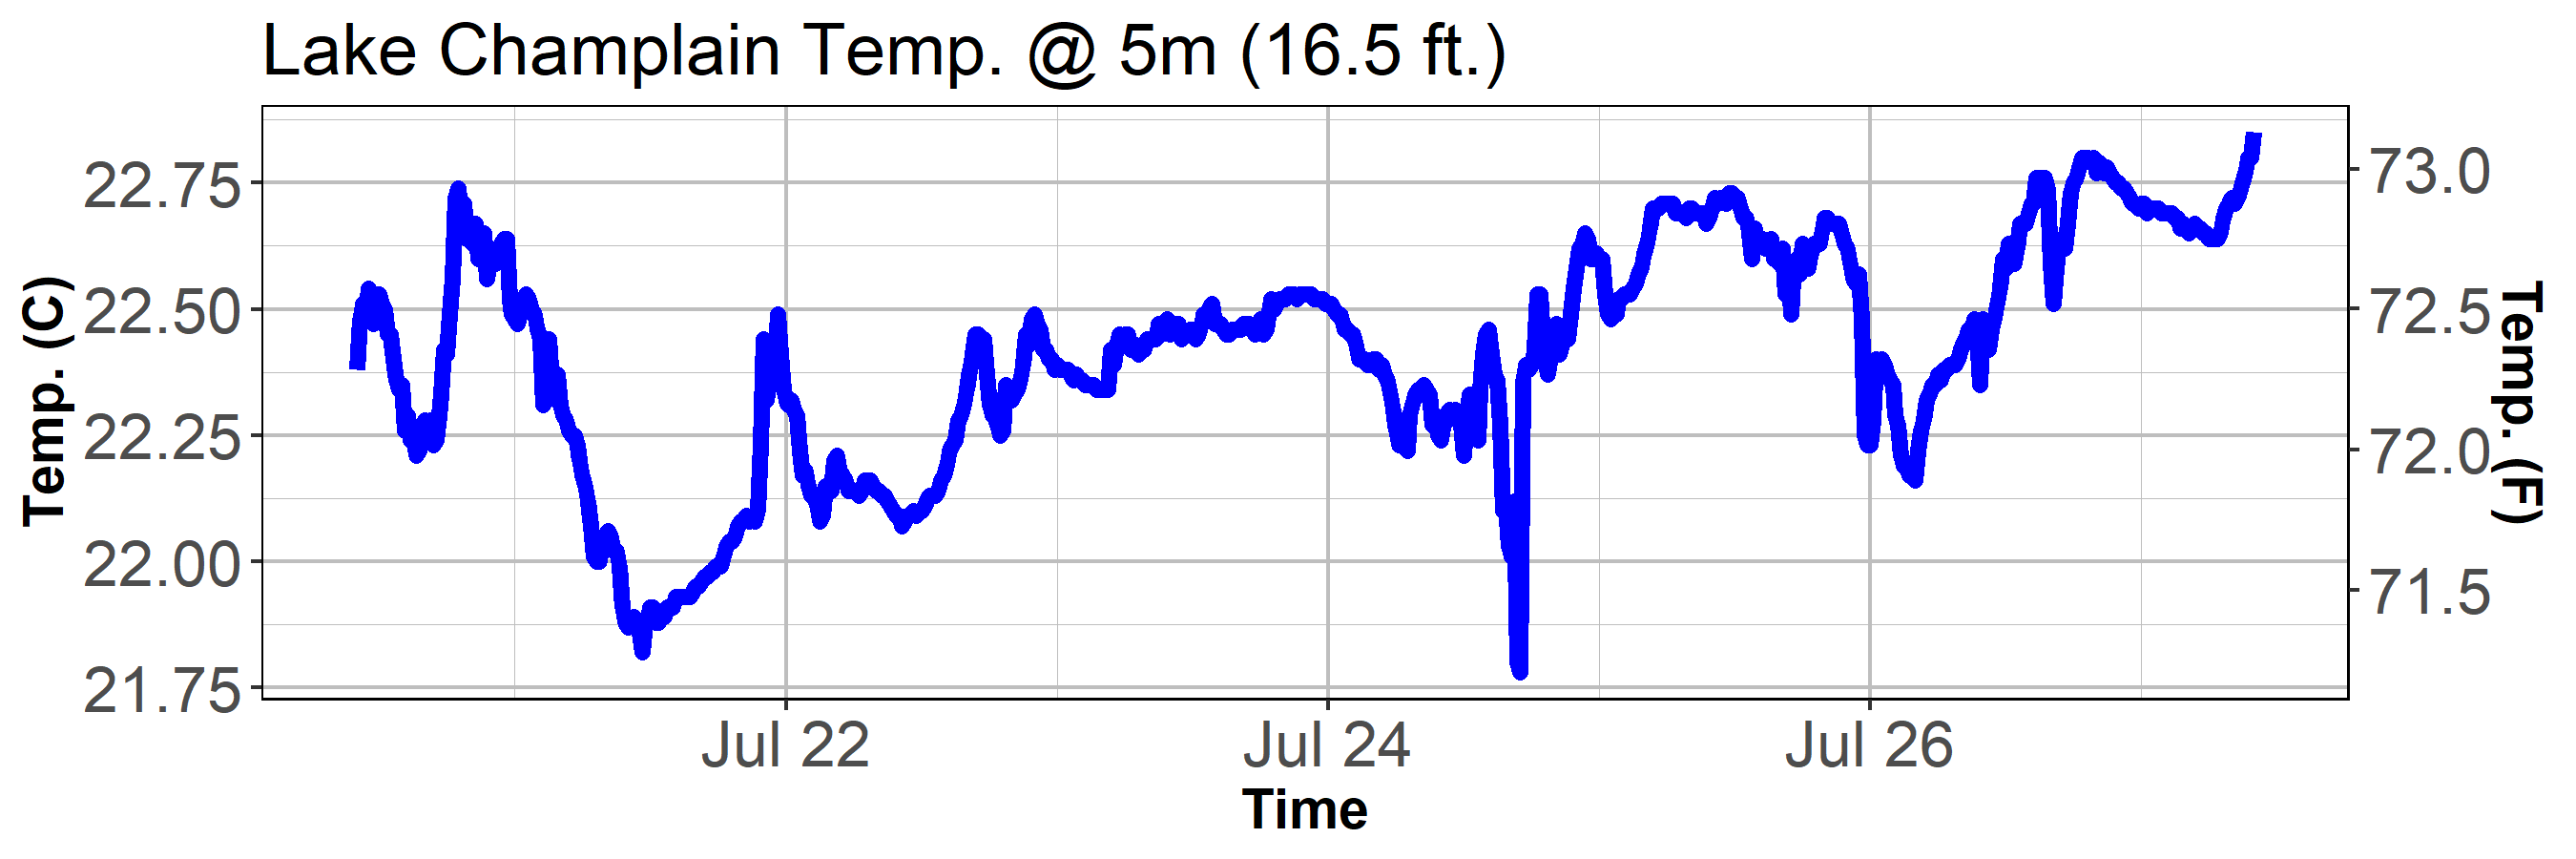 Lake Champlain Temp. @ 5m (16.5 ft.)
Temp. (C)
22.75
22.50
22.25
22.00
21.75
73.0
72.5
72.0
71.5
Temp. (F)
Jul 22 Jul 24 Jul 26
Time